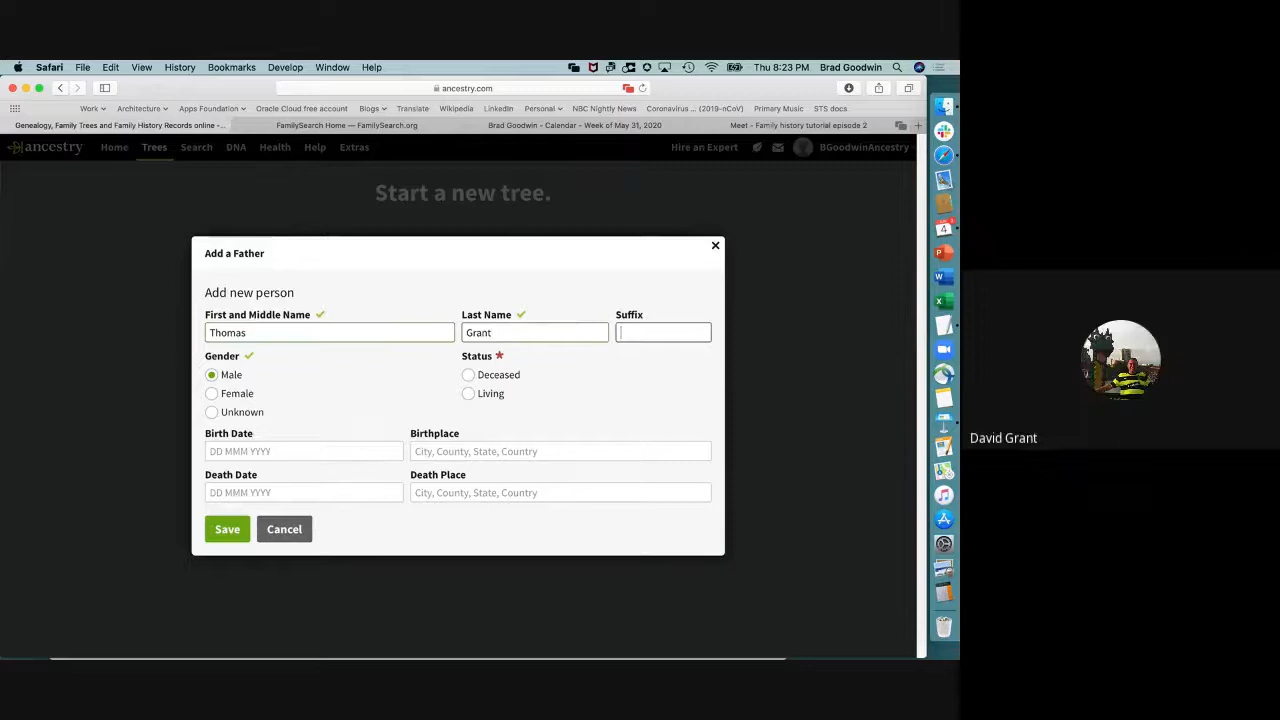 Safari File Edit View History Bookmarks Develop Window Help Thu 8:23 PM Brad Goodwin
ancestry.com
Work Architecture Apps Foundation Oracle Cloud free account Blogs Translate Wikipedia LinkedIn Personal NBC Nightly News Coronavirus ... (2019-nCoV) Primary Music STS docs
Genealogy, Family Trees and Family History Records online -... FamilySearch Home — FamilySearch.org Brad Goodwin - Calendar - Week of May 31, 2020 Meet - Family history tutorial episode 2
ancestry Home Trees Search DNA Health Help Extras Hire an Expert BGoodwinAncestry
Start a new tree.
Add a Father
Add new person
First and Middle Name Last Name Suffix
Thomas Grant
Gender Status *
Male Deceased
Female Living
Unknown
Birth Date Birthplace
DD MMM YYYY City, County, State, Country
Death Date Death Place
DD MMM YYYY City, County, State, Country
Save Cancel
David Grant